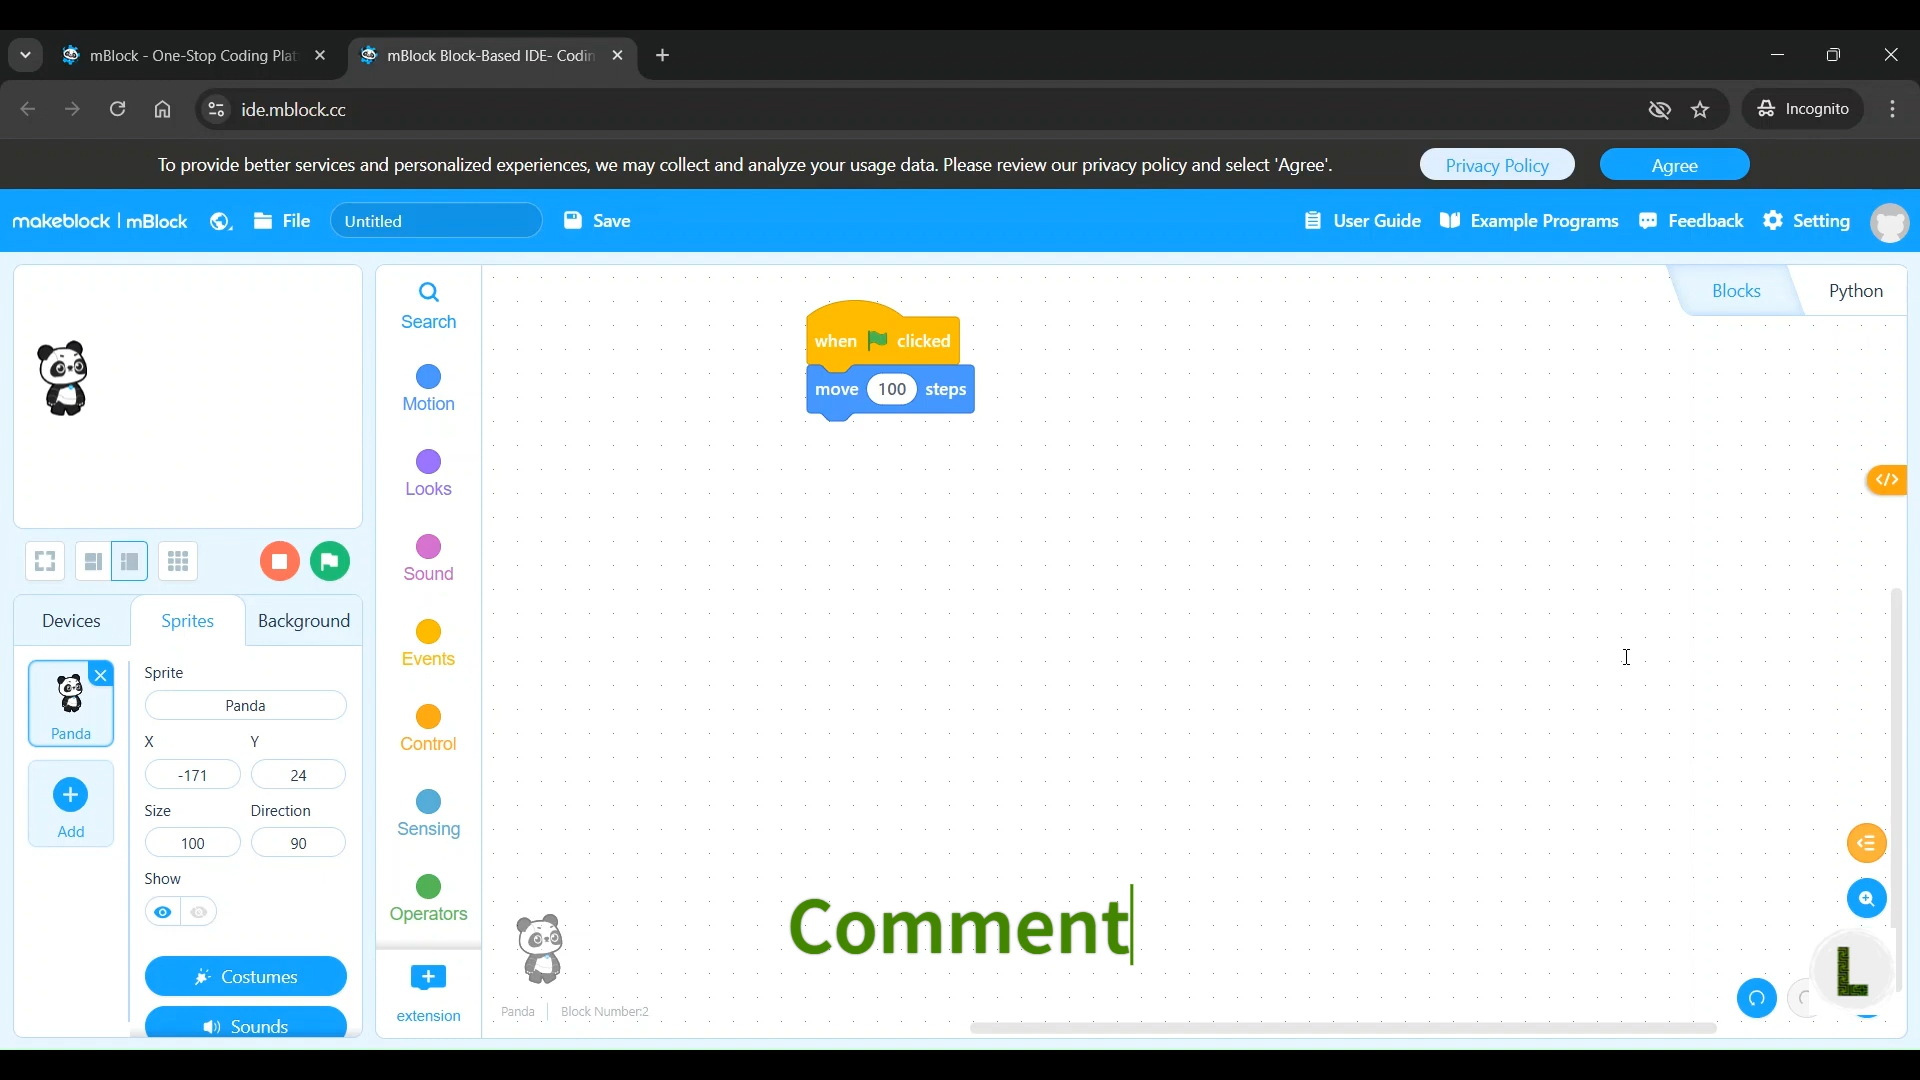 mBlock - One-Stop Coding Plat
mBlock Block-Based IDE- Codin
ide.mblock.cc
Incognito
To provide better services and personalized experiences, we may collect and analyze your usage data. Please review our privacy policy and select 'Agree'.
Privacy Policy
Agree
makeblock | mBlock
File
Untitled
Save
User Guide
Example Programs
Feedback
Setting
Search
Motion
Looks
Sound
Events
Control
Sensing
Operators
extension
when clicked
move 100 steps
Blocks
Python
Devices
Sprites
Background
Panda
Add
Sprite
Panda
X
Y
-171
24
Size
Direction
100
90
Show
Costumes
Sounds
Panda
Block Number:2
Comment
L